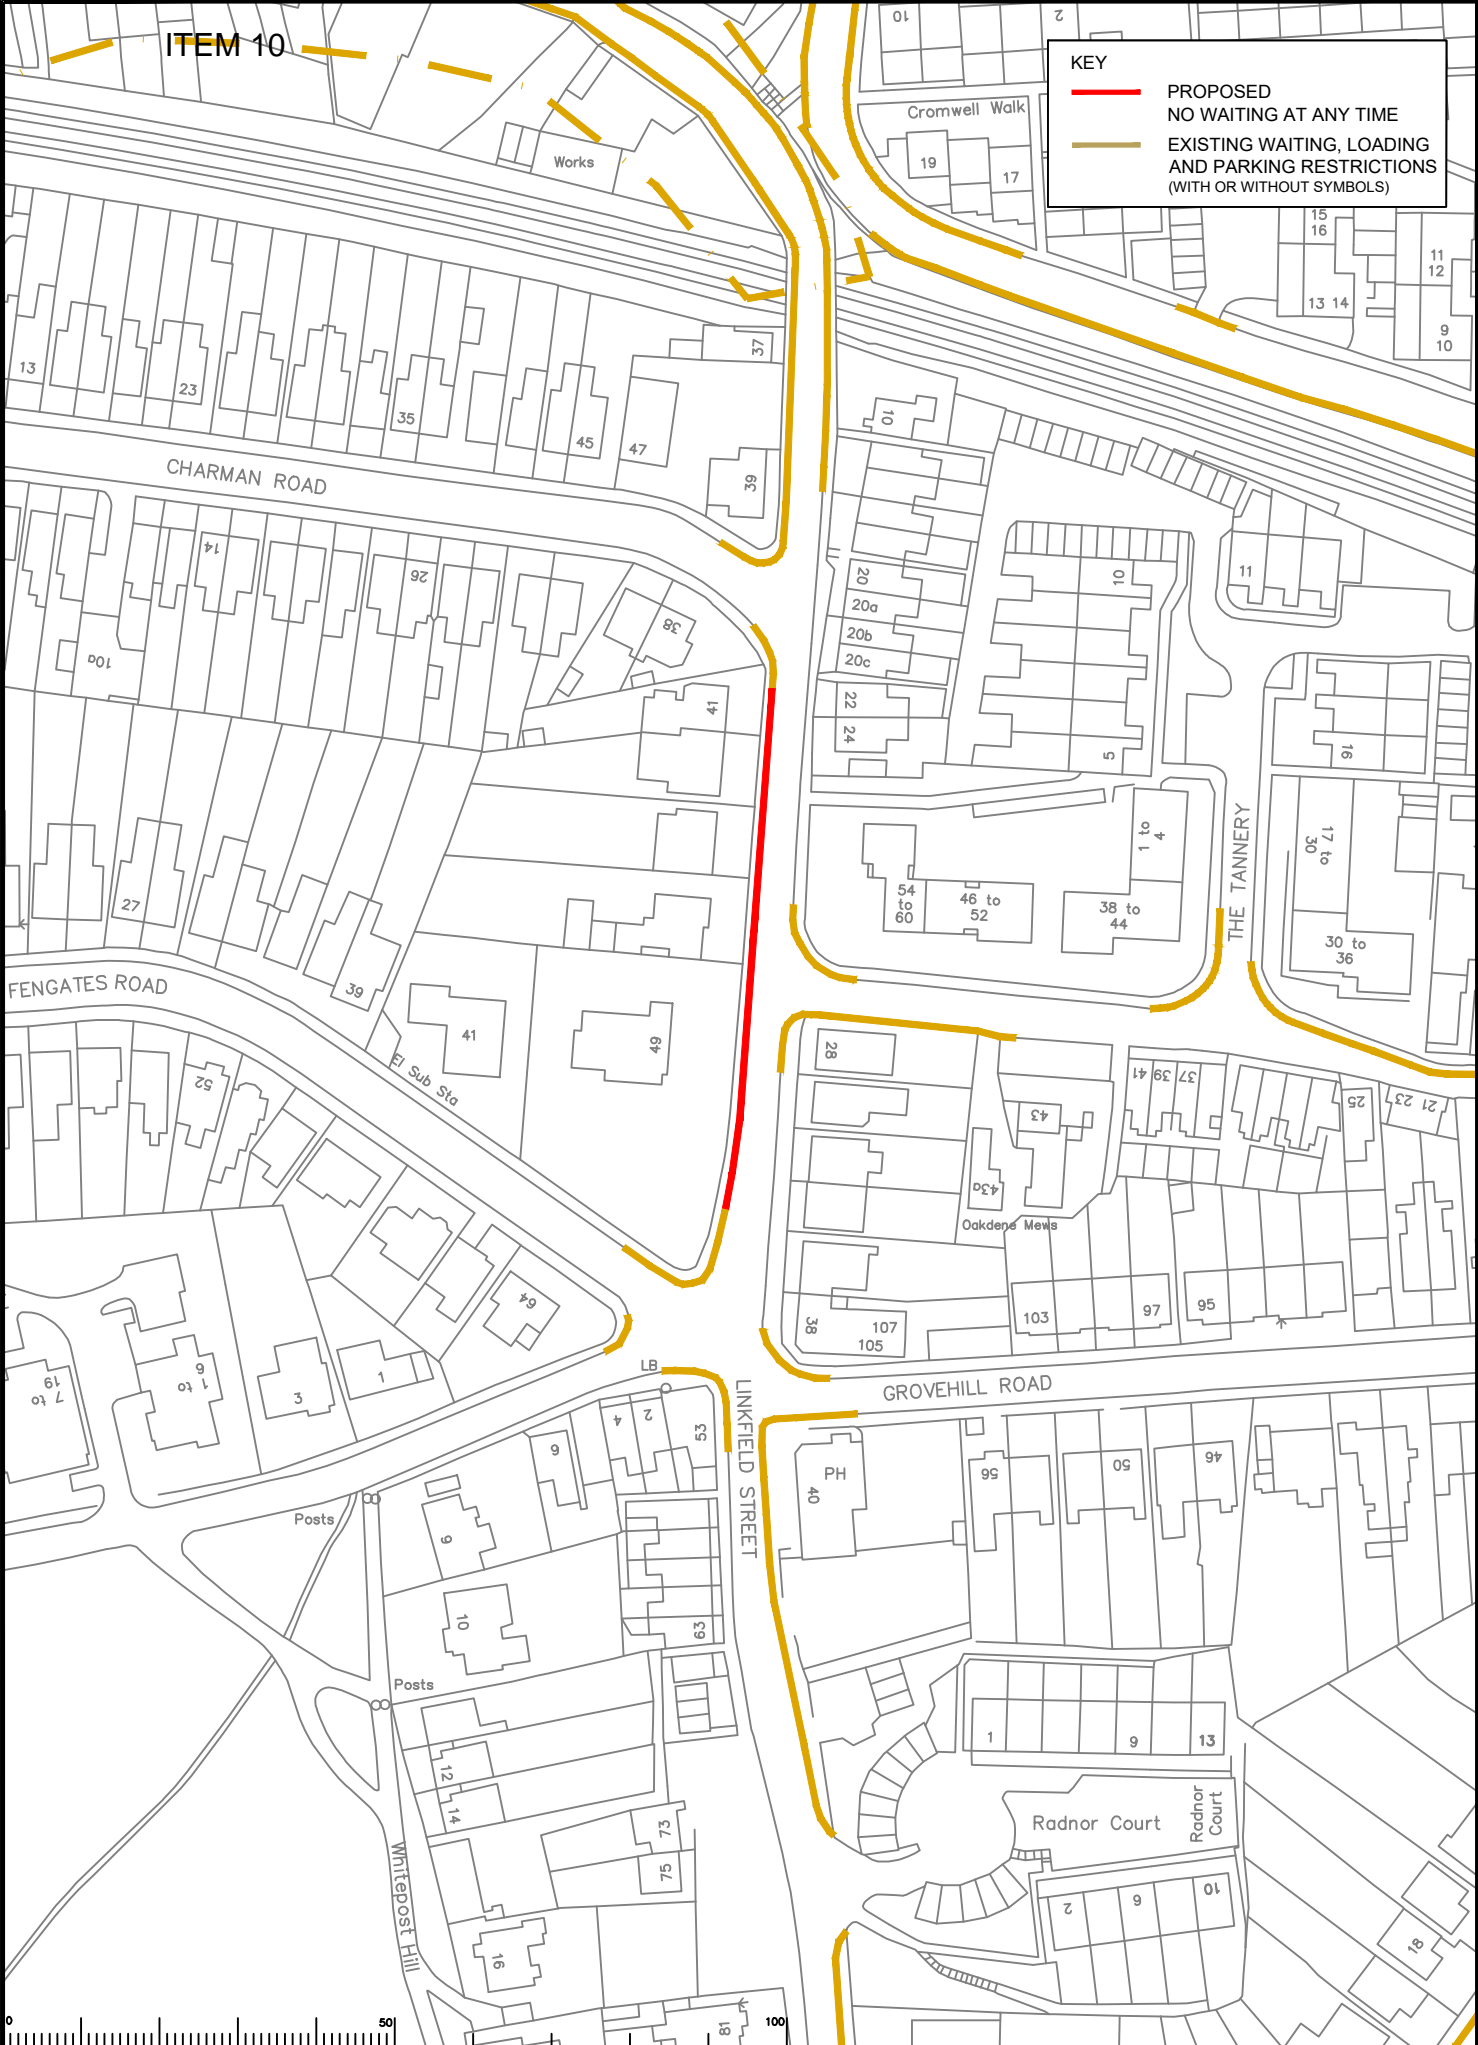 ITEM 10
KEY
PROPOSED
NO WAITING AT ANY TIME
EXISTING WAITING, LOADING
AND PARKING RESTRICTIONS
(WITH OR WITHOUT SYMBOLS)
10
2
Cromwell Walk
19
17
Works
15
16
11
12
13 14
9
10
13
23
35
45
47
37
39
10
CHARMAN ROAD
14
26
38
10a
20
20a
20b
20c
22
24
41
10
5
11
16
27
39
41
49
54
to
60
46 to
52
38 to
44
1 to
4
THE TANNERY
17 to
30
30 to
36
FENGATES ROAD
El Sub Sta
52
64
28
43
43a
Oakdene Mews
41
39
37
25
23
21
38
107
105
103
97
95
GROVEHILL ROAD
LB
LINKFIELD STREET
7 to
19
1 to
6
3
1
4
2
53
6
PH
40
56
50
46
Posts
9
10
63
Posts
12
14
73
75
16
81
Whitepost Hill
1
9
13
Radnor Court
Radnor
Court
2
6
10
18
0
50
100